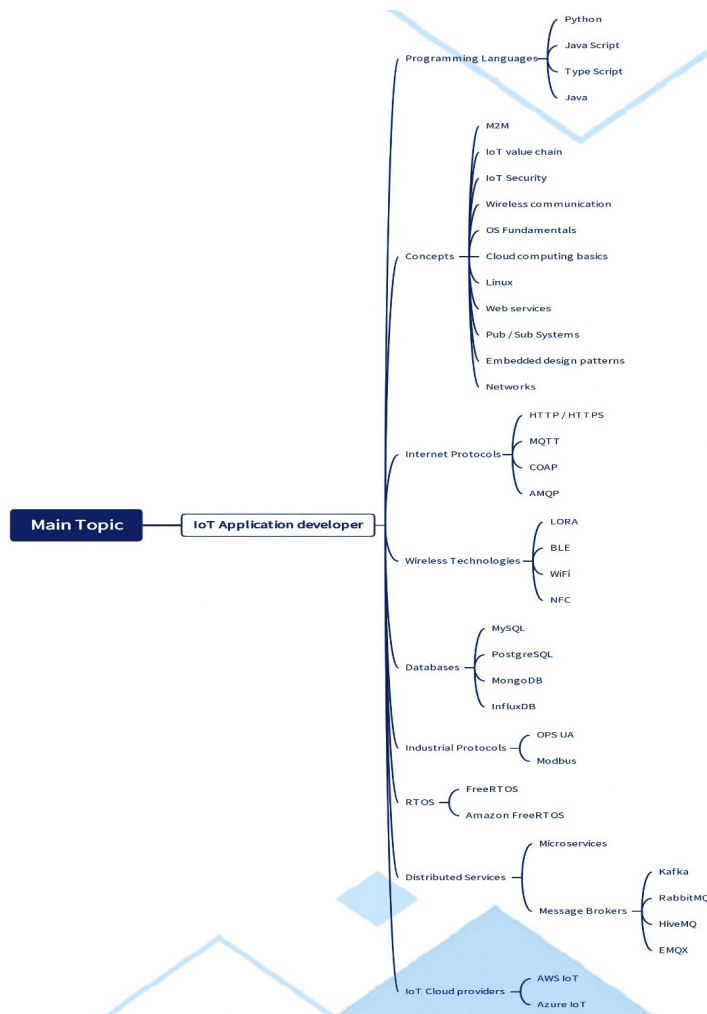 Main Topic
IoT Application developer
Programming Languages
Python
Java Script
Type Script
Java
Concepts
M2M
IoT value chain
IoT Security
Wireless communication
OS Fundamentals
Cloud computing basics
Linux
Web services
Pub / Sub Systems
Embedded design patterns
Networks
Internet Protocols
HTTP / HTTPS
MQTT
COAP
AMQP
Wireless Technologies
LORA
BLE
WiFi
NFC
Databases
MySQL
PostgreSQL
MongoDB
InfluxDB
Industrial Protocols
OPS UA
Modbus
RTOS
FreeRTOS
Amazon FreeRTOS
Distributed Services
Microservices
Message Brokers
Kafka
RabbitMQ
HiveMQ
EMQX
IoT Cloud providers
AWS IoT
Azure IoT